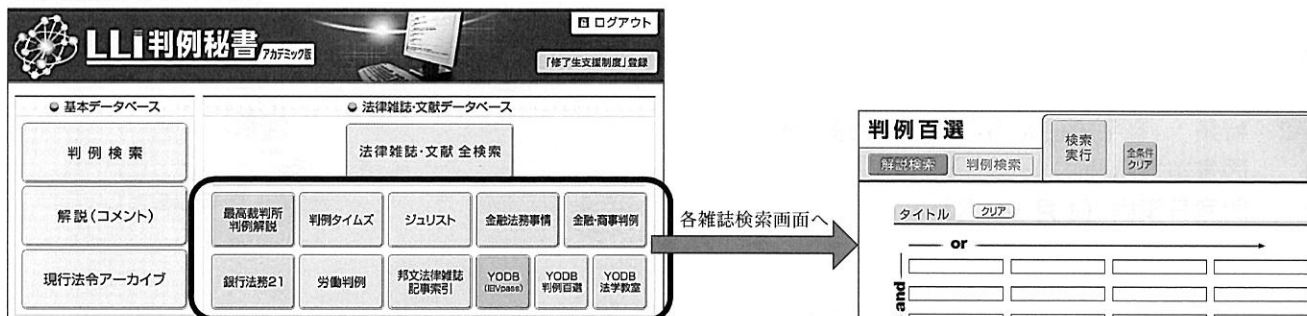 LLI判例秘書アカデミック版
ログアウト
「修了生支援制度」登録
基本データベース
法律雑誌・文献データベース
判例検索
法律雑誌・文献 全検索
解説(コメント)
最高裁判所
判例解説
判例タイムズ
ジュリスト
金融法務事情
金融・商事判例
現行法令アーカイブ
銀行法務21
労働判例
邦文法律雑誌
記事索引
YODB
YODB
判例百選
YODB
法学教室
各雑誌検索画面へ
判例百選
検索
実行
全条件
クリア
解説検索
判例検索
タイトル
クリア
or
and